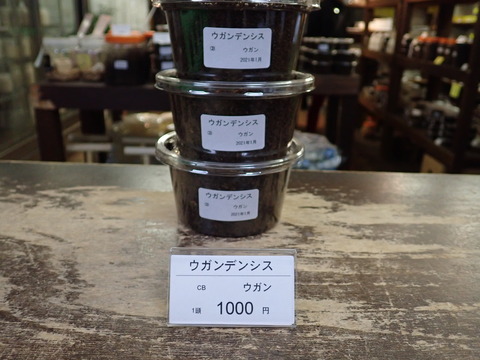 ウガンデンシス
③ ウガン
2021年1月
ウガンデンシス
③ ウガン
2021年1月
ウガンデンシス
ウガン
2021年1月
ウガンデンシス
CB ウガン
1頭 1000 円